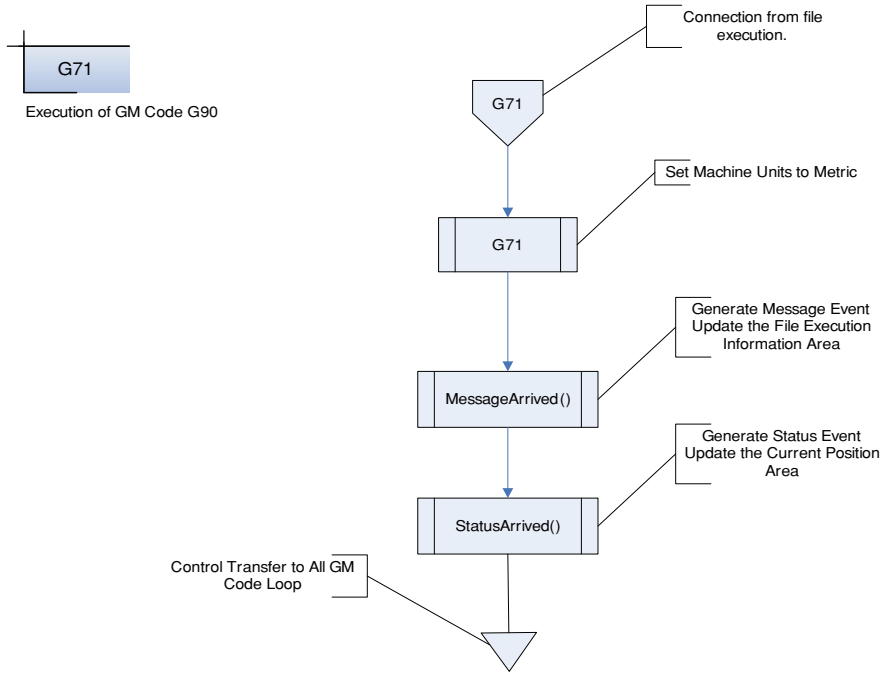 G71
Execution of GM Code G90
Connection from file
execution.
G71
Set Machine Units to Metric
G71
Generate Message Event
Update the File Execution
Information Area
MessageArrived()
Generate Status Event
Update the Current Position
Area
StatusArrived()
Control Transfer to All GM
Code Loop